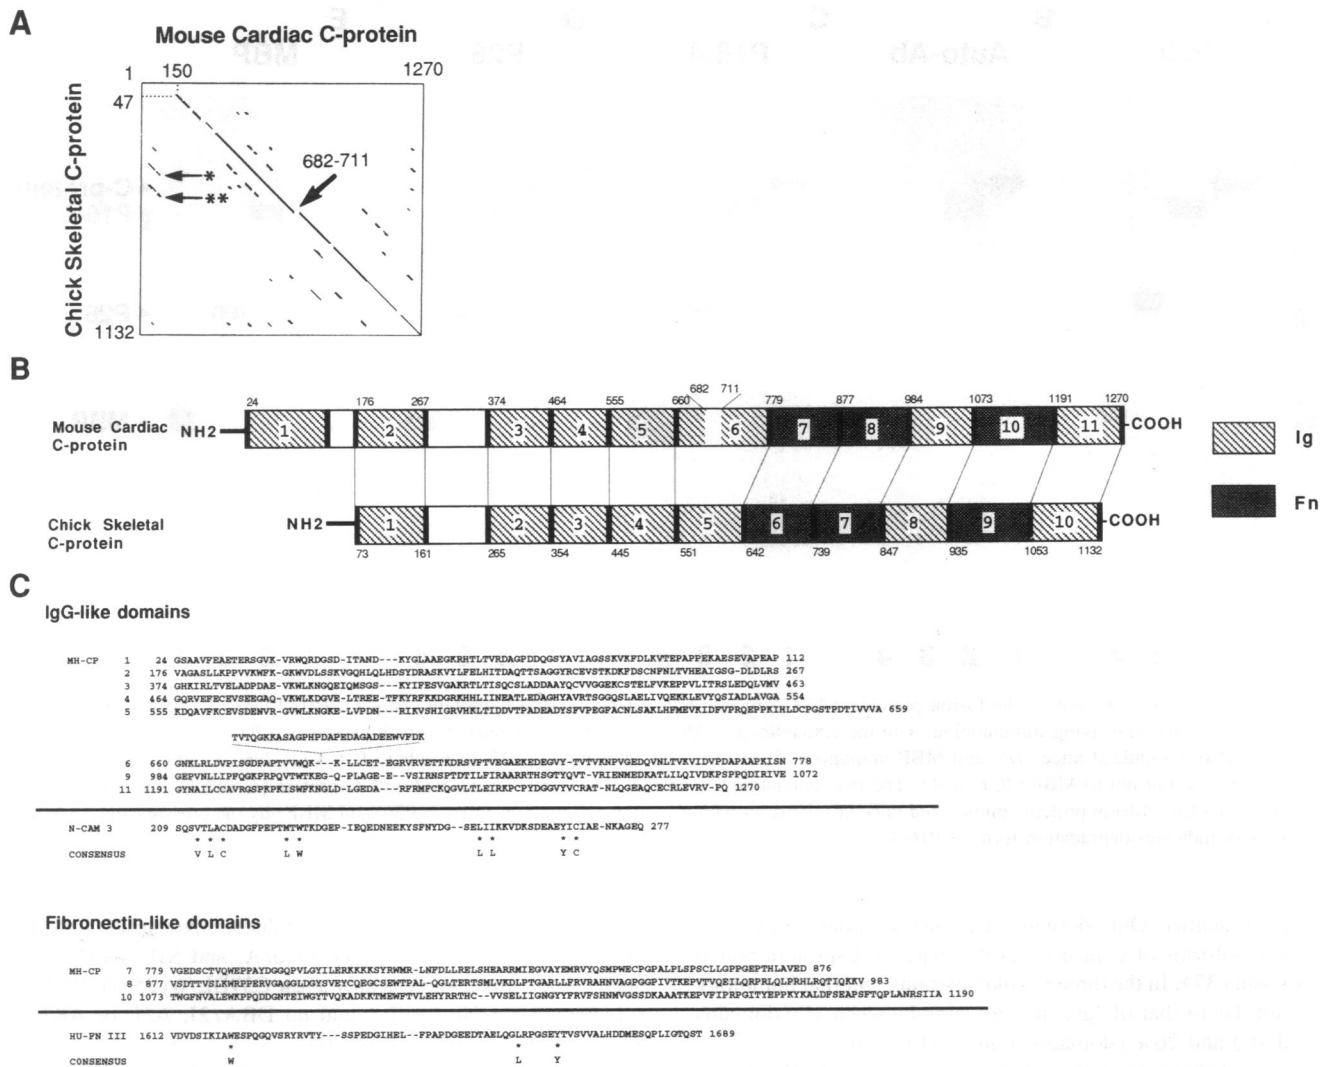 A
Mouse Cardiac C-protein
1 150 1270
47
Chick Skeletal C-protein
682-711
*
**
1132
B
24 176 267 374 464 555 660 682 711 779 877 984 1073 1191 1270
Mouse Cardiac
C-protein
NH2 1 2 3 4 5 6 7 8 9 10 11 -COOH
Ig
Chick Skeletal
C-protein
NH2 1 2 3 4 5 6 7 8 9 10 -COOH
Fn
73 161 265 354 445 551 642 739 847 935 1053 1132
C
IgG-like domains
MH-CP 1 24 GSAAVFEAETERSGVK-VRWQRDGSD-ITAND---KYGLAAEGKRHTLTVRDAGPDDQGSYAVIAGSSKVKFDLKVTEPAPPEKAESEVAPEAP 112
2 176 VAGASLLKPPVVKWFK-GKWVDLSSKVGQHLQLHDSYDRASKVYLFELHITDAQTTSAGGYRCEVSTKDKFDSCNFNLTVHEAIGSG-DLDLRS 267
3 374 GHKIRLTVELADPDAE-VKWLKNGQEIQMSGS---KYIFESVGAKRTLTISQCSLADDAAYQCVVGGEKCSTELFVKEPPVLITRSLEDQLVMV 463
4 464 GQRVEFECEVSEEGAQ-VKWLKDGVE-LTREE-TFKYRFKKDGRKHHLIINEATLEDAGHYAVRTSGGQSLAELIVQEKKLEVYQSIADLAVGA 554
5 555 KDQAVFKCEVSDENVR-GVWLKNGKE-LVPDN--RIKVSHIGRVHKLTIDDVTPADEADYSFVPEGFACNLSAKLHFMEVKIDFVPRQEPPKIHLDCPGSTPDTIVVVA 659
TVTQGKKASAGPHPDAPEDAGADEEWVFDK
6 660 GNKLRLDVPISGDPAPTVVWQK---K-LLCET-EGRVRVETTKDRSVFTVEGAEKEDEGVY-TVTVKNPVGEDQVNLTVKVIDVPDAPAAPKISN 778
9 984 GEPVNLLIPFQGKPRPQVTWTKEG-Q-PLAGE-E--VSIRNSPTDTILFIRAARRTHSGTYQVT-VRIENMEDKATLILQIVDKPSPPQDIRIVE 1072
11 1191 GYNAILCCAVRGSPKPKISWFKNGLD-LGEDA--RFRMFCKQGVLTLEIRKPCPYDGGVYVCRAT-NLQGEAQCECRLEVRV-PQ 1270
N-CAM 3 209 SQSVTLACDADGFPEPTMTWTKDGEP-IEQEDNEEKYSFNYDG--SELIIKKVDKSDEAEYICIAE-NKAGEQ 277
* * * * * * * * *
CONSENSUS V L C L W L L Y C
Fibronectin-like domains
MH-CP 7 779 VGEDSCTVQWEPPAYDGGQPVLGYILERKKKKSYRWMR-LNFDLLRELSHEARRMIEGVAYEMRVYQSMPWECPGPALPLSPSCLLGPPGEPTHLAVED 876
8 877 VSDTTVSLKWRPPERVGAGGLDGYSVEYCQEGCSEWTPAL-QGLTERTSMLVKDLPTGARLLFRVRAHNVAGPGGPIVTKEPVTVQEILQRPRLQLPRHLRQTIQKKV 983
10 1073 TWGFNVALEWKPPQDDGNTEIWGYTVQKADKKTMEWFTVLEHYRRTHC--VVSELIIGNGYYFRVFSHNMVGSSDKAAATKEPVFIPRPGITYEPPKYKALDFSEAPSFTQPLANRSIIA 1190
HU-FN III 1612 VDVDSIKIAWESPQGQVSRYRVTY---SSPEDGIHEL--FPAPDGEEDTAELQGLRPGSEYTVSVVALHDDMESQPLIGTQST 1689
* * *
CONSENSUS W L Y